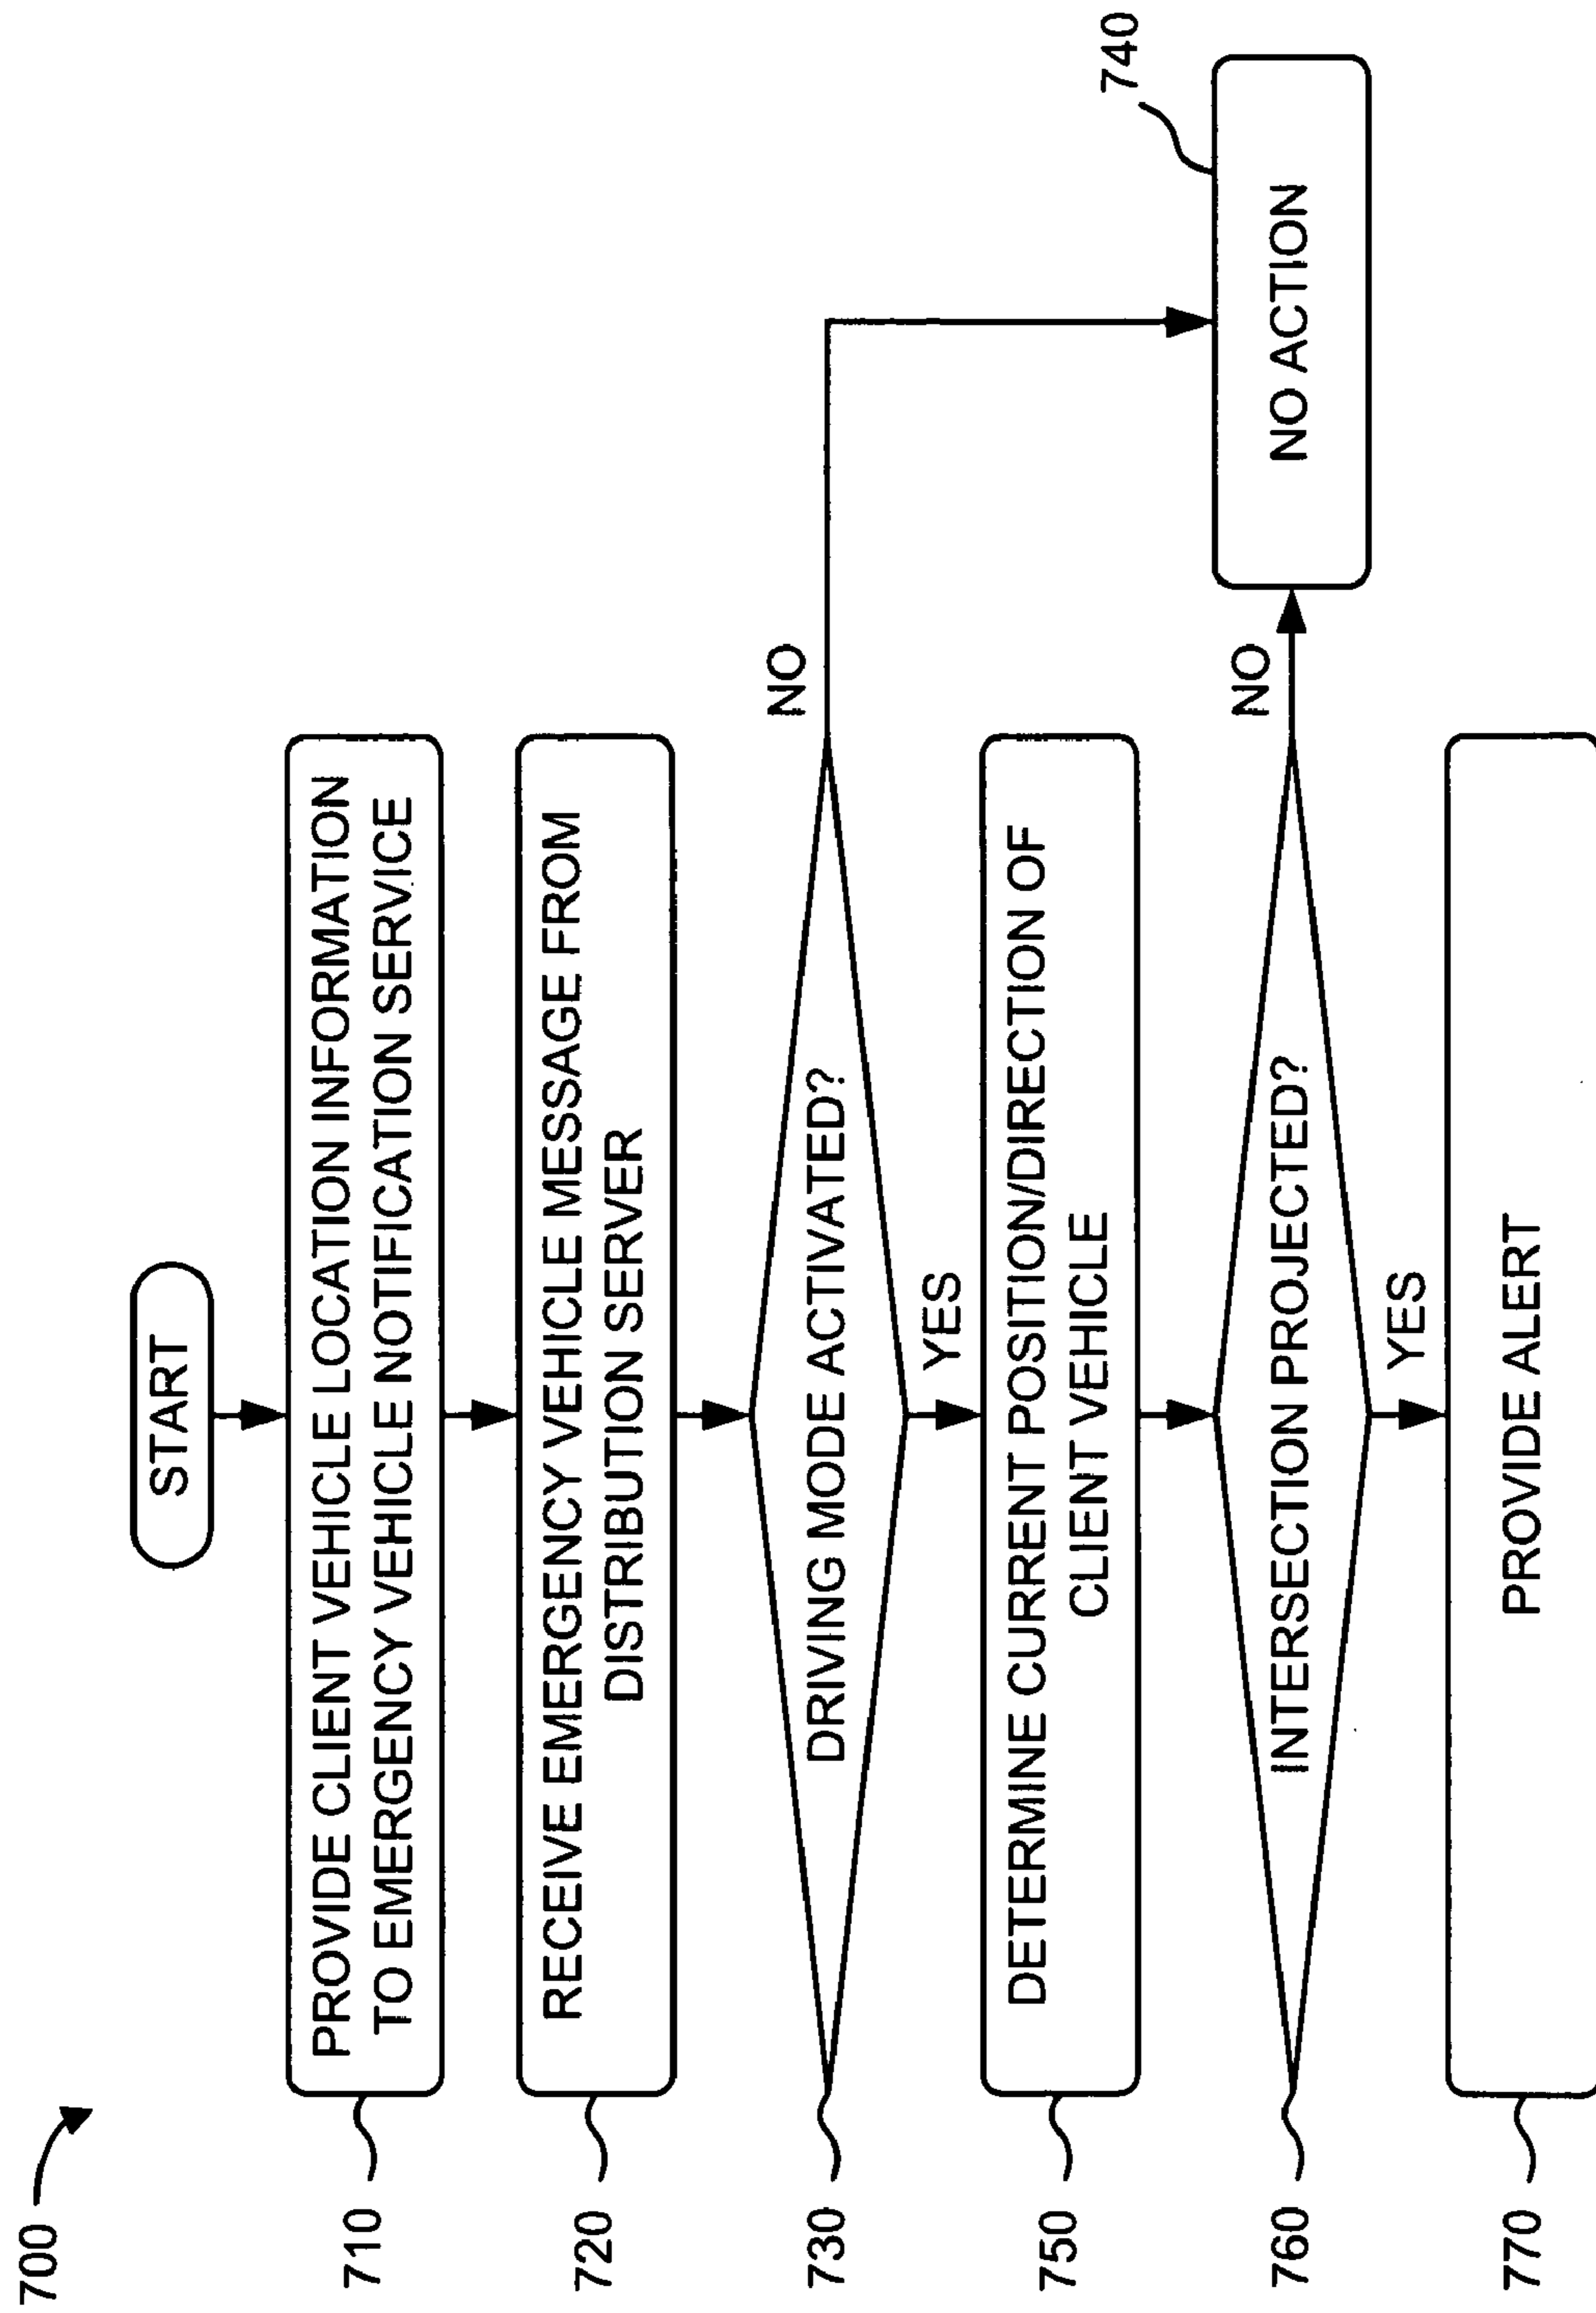 700
START
710
PROVIDE CLIENT VEHICLE LOCATION INFORMATION
TO EMERGENCY VEHICLE NOTIFICATION SERVICE
720
RECEIVE EMERGENCY VEHICLE MESSAGE FROM
DISTRIBUTION SERVER
730
DRIVING MODE ACTIVATED?
NO
YES
750
DETERMINE CURRENT POSITION/DIRECTION OF
CLIENT VEHICLE
740
NO ACTION
760
INTERSECTION PROJECTED?
NO
YES
770
PROVIDE ALERT